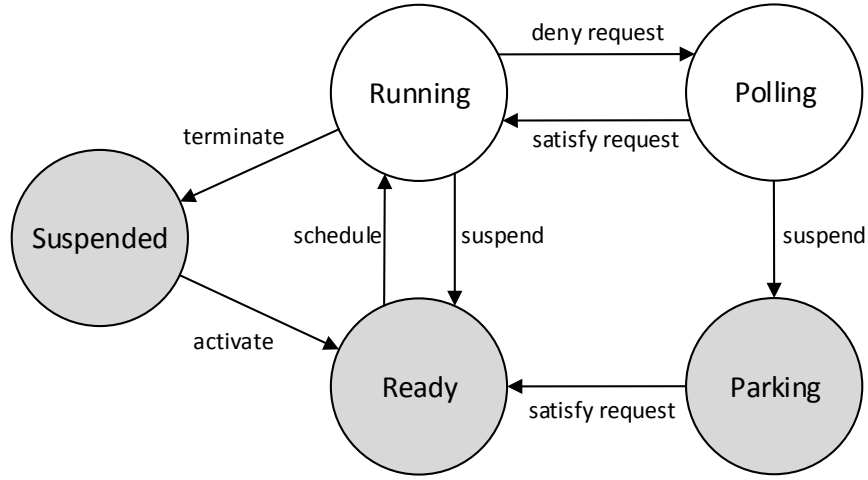 deny request
Running
Polling
satisfy request
terminate
Suspended
schedule
suspend
suspend
activate
Ready
Parking
satisfy request